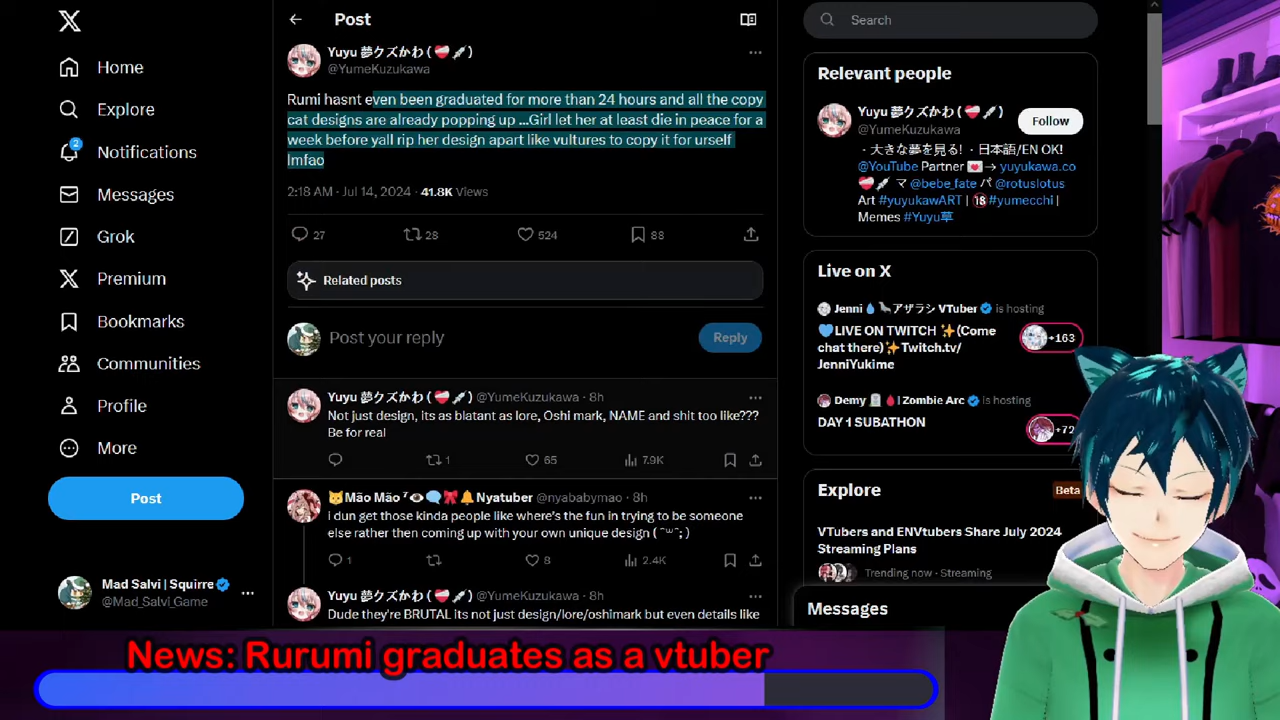 Home
Explore
2
Notifications
Messages
Grok
Premium
Bookmarks
Communities
Profile
More
Post
Mad Salvi | Squirre
@Mad_Salvi_Game
Post
Yuyu 夢クズかわ (❤️‍🩹💉)
@YumeKuzukawa
Rumi hasnt even been graduated for more than 24 hours and all the copy
cat designs are already popping up ...Girl let her at least die in peace for a
week before yall rip her design apart like vultures to copy it for urself
lmfao
2:18 AM · Jul 14, 2024 · 41.8K Views
27 28 524 88
Related posts
Post your reply
Reply
Yuyu 夢クズかわ (❤️‍🩹💉) @YumeKuzukawa · 8h
Not just design, its as blatant as lore, Oshi mark, NAME and shit too like???
Be for real
1 65 7.9K
🐱Mão Mão ⁷👁️🗨️🎀🔔Nyatuber @nyababymao · 8h
i dun get those kinda people like where's the fun in trying to be someone
else rather then coming up with your own unique design
1 8 2.4K
Yuyu 夢クズかわ (❤️‍🩹💉) @YumeKuzukawa · 8h
Dude they're BRUTAL its not just design/lore/oshimark but even details like
Search
Relevant people
Yuyu 夢クズかわ (❤️‍🩹💉)
@YumeKuzukawa
Follow
・大きな夢を見る! ・日本語/EN OK!
@YouTube Partner 💌→ yuyukawa.co
❤️‍🩹💉 マ @bebe_fate パ @rotuslotus
Art #yuyukawART | 🔞#yumecchi |
Memes #Yuyu草
Live on X
Jenni💧🦭アザラシ VTuber is hosting
💙LIVE ON TWITCH ✨(Come
chat there)✨Twitch.tv/
JenniYukime
+163
Demy 🪦🩸| Zombie Arc is hosting
DAY 1 SUBATHON
Explore
Beta
VTubers and ENVtubers Share July 2024
Streaming Plans
Trending now · Streaming
Messages
News: Rurumi graduates as a vtuber